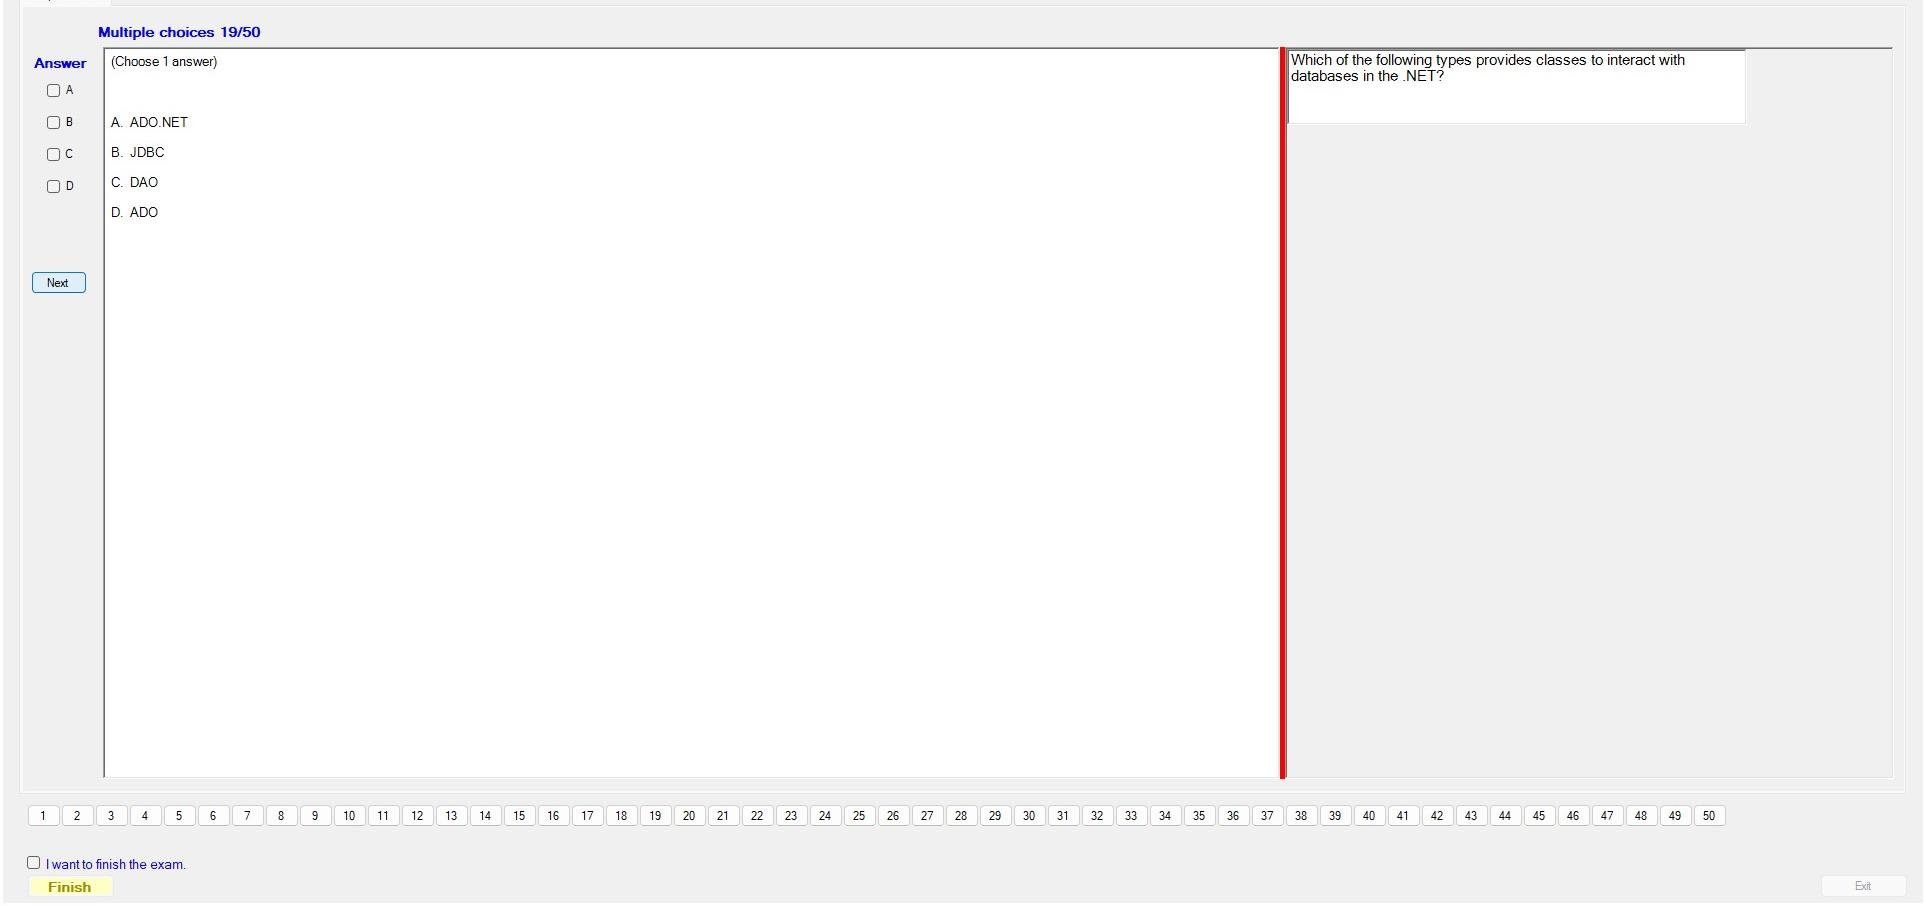 Multiple choices 19/50
Answer
(Choose 1 answer)
Which of the following types provides classes to interact with
databases in the .NET?
A
B
C
D
A. ADO.NET
B. JDBC
C. DAO
D. ADO
Next
1 2 3 4 5 6 7 8 9 10 11 12 13 14 15 16 17 18 19 20 21 22 23 24 25 26 27 28 29 30 31 32 33 34 35 36 37 38 39 40 41 42 43 44 45 46 47 48 49 50
I want to finish the exam.
Finish
Exit